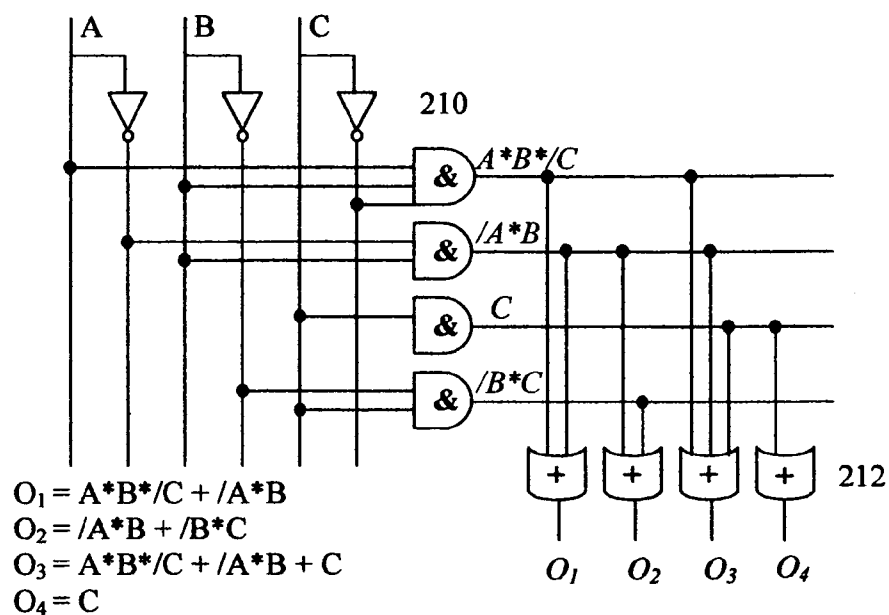 A B C
210
& A*B*/C
& /A*B
& C
& /B*C
+ + + + 212
O₁ O₂ O₃ O₄
O₁ = A*B*/C + /A*B
O₂ = /A*B + /B*C
O₃ = A*B*/C + /A*B + C
O₄ = C